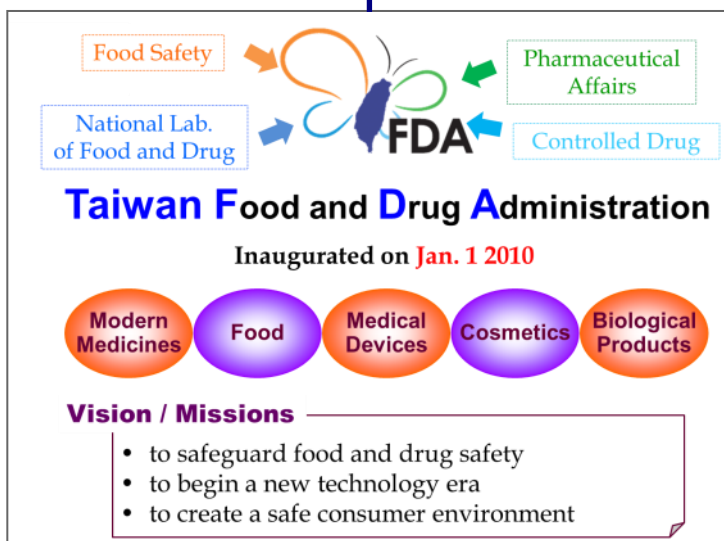 Food Safety
Pharmaceutical
Affairs
National Lab.
of Food and Drug
FDA
Controlled Drug
Taiwan Food and Drug Administration
Inaugurated on Jan. 1 2010
Modern
Medicines
Food
Medical
Devices
Cosmetics
Biological
Products
Vision / Missions
• to safeguard food and drug safety
• to begin a new technology era
• to create a safe consumer environment